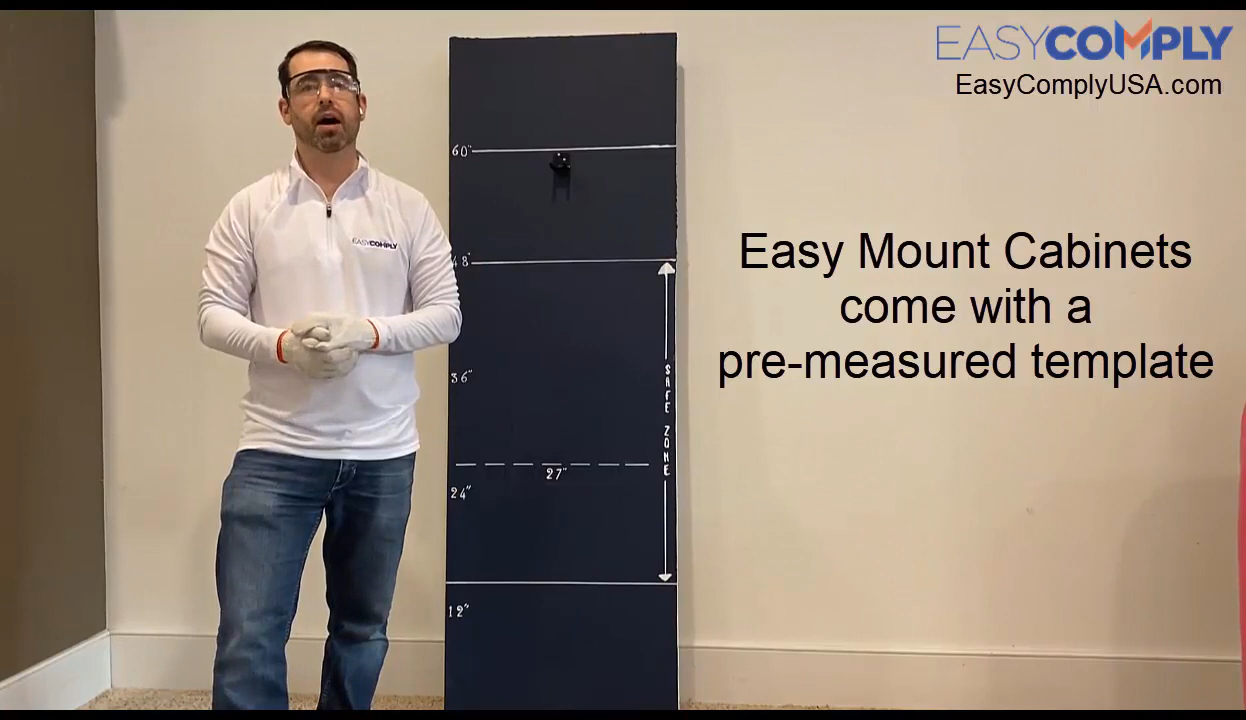 EASYCOMPLY
EasyComplyUSA.com
60"
EASYCOMPLY
48"
Easy Mount Cabinets
come with a
pre-measured template
36"
SAFE ZONE
27"
24"
12"